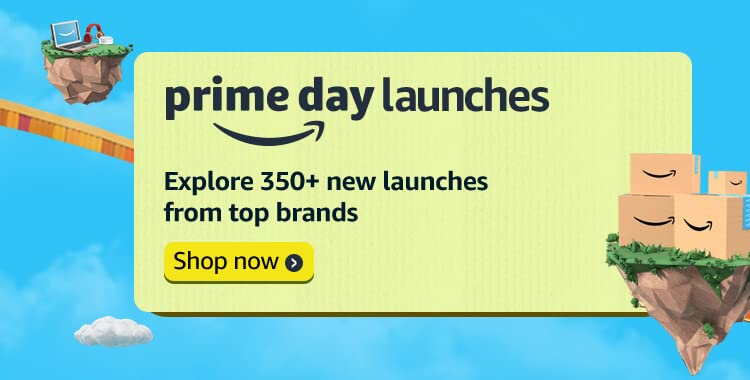 prime day launches
Explore 350+ new launches
from top brands
Shop now